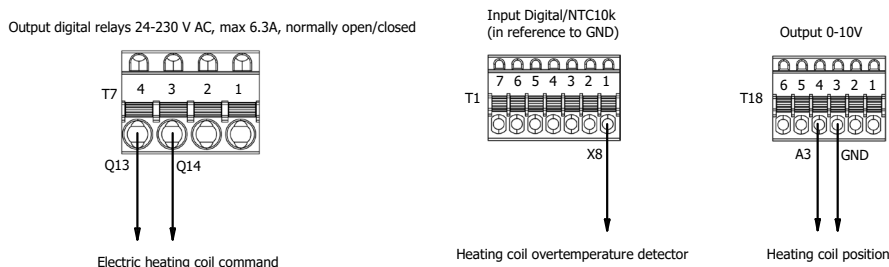 Output digital relays 24-230 V AC, max 6.3A, normally open/closed
T7
4 3 2 1
Q13 Q14
Electric heating coil command
Input Digital/NTC10k
(in reference to GND)
T1
7 6 5 4 3 2 1
X8
Heating coil overtemperature detector
Output 0-10V
T18
6 5 4 3 2 1
A3 GND
Heating coil position